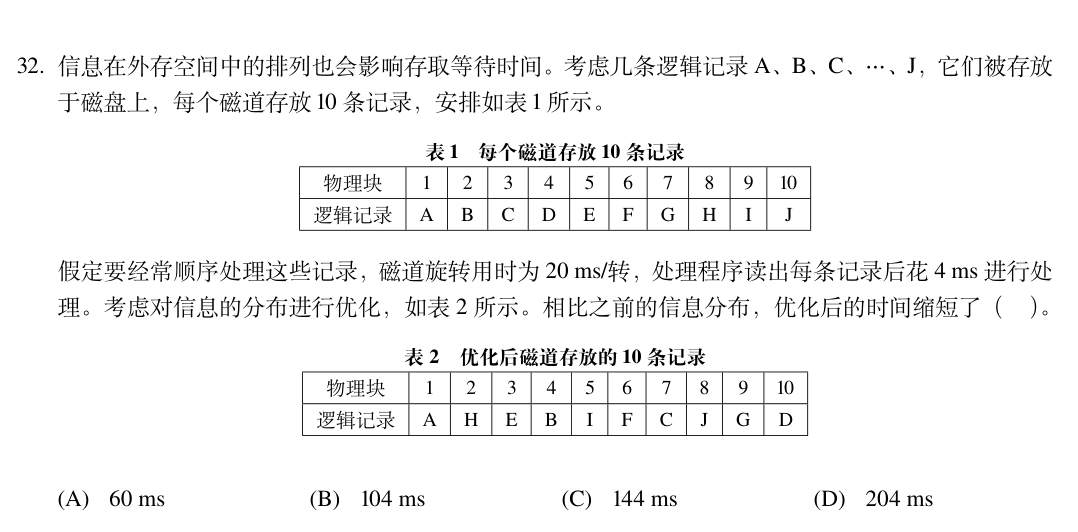 32. 信息在外存空间中的排列也会影响存取等待时间。考虑几条逻辑记录 A、B、C、…、J，它们被存放
于磁盘上，每个磁道存放 10 条记录，安排如表 1 所示。
表 1 每个磁道存放 10 条记录
物理块 1 2 3 4 5 6 7 8 9 10
逻辑记录 A B C D E F G H I J
假定要经常顺序处理这些记录，磁道旋转用时为 20 ms/转，处理程序读出每条记录后花 4 ms 进行处
理。考虑对信息的分布进行优化，如表 2 所示。相比之前的信息分布，优化后的时间缩短了（ ）。
表 2 优化后磁道存放的 10 条记录
物理块 1 2 3 4 5 6 7 8 9 10
逻辑记录 A H E B I F C J G D
(A) 60 ms (B) 104 ms (C) 144 ms (D) 204 ms